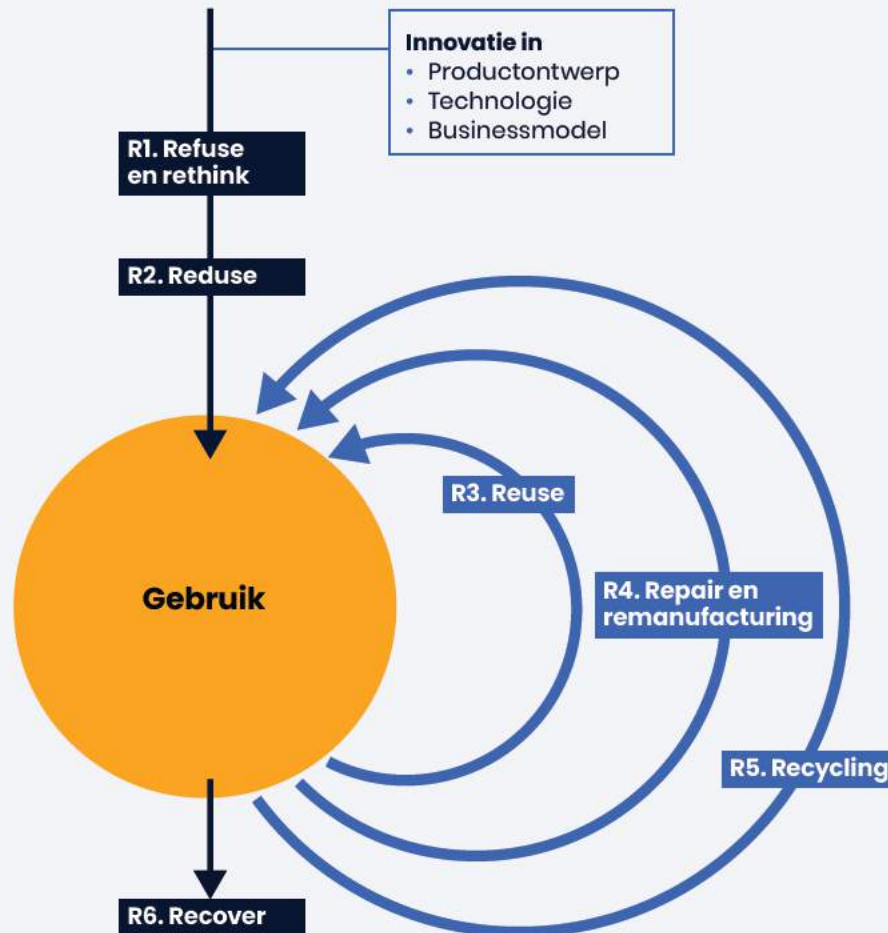 Innovatie in
• Productontwerp
• Technologie
• Businessmodel
R1. Refuse
en rethink
R2. Reduse
R3. Reuse
Gebruik
R4. Repair en
remanufacturing
R5. Recycling
R6. Recover